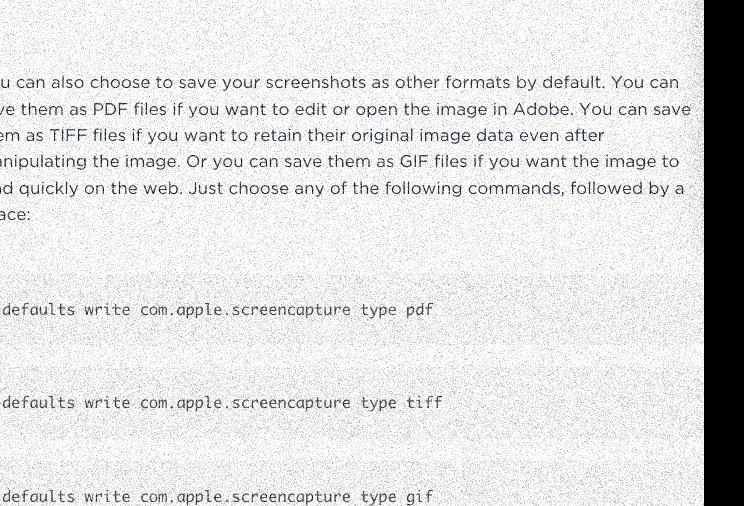 u can also choose to save your screenshots as other formats by default. You can
ve them as PDF files if you want to edit or open the image in Adobe. You can save
em as TIFF files if you want to retain their original image data even after
nipulating the image. Or you can save them as GIF files if you want the image to
d quickly on the web. Just choose any of the following commands, followed by a
ace:
defaults write com.apple.screencapture type pdf
defaults write com.apple.screencapture type tiff
defaults write com.apple.screencapture type gif